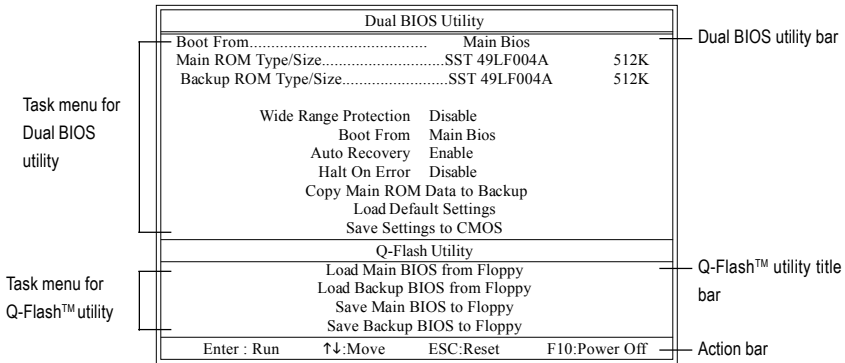 Dual BIOS Utility
Boot From......................................... Main Bios
Main ROM Type/Size..................................SST 49LF004A 512K
Backup ROM Type/Size.........................SST 49LF004A 512K
Wide Range Protection Disable
Boot From Main Bios
Auto Recovery Enable
Halt On Error Disable
Copy Main ROM Data to Backup
Load Default Settings
Save Settings to CMOS
Q-Flash Utility
Load Main BIOS from Floppy
Load Backup BIOS from Floppy
Save Main BIOS to Floppy
Save Backup BIOS to Floppy
Enter : Run ↑↓:Move ESC:Reset F10:Power Off
Task menu for
Dual BIOS
utility
Task menu for
Q-Flash™ utility
Dual BIOS utility bar
Q-Flash™ utility title
bar
Action bar